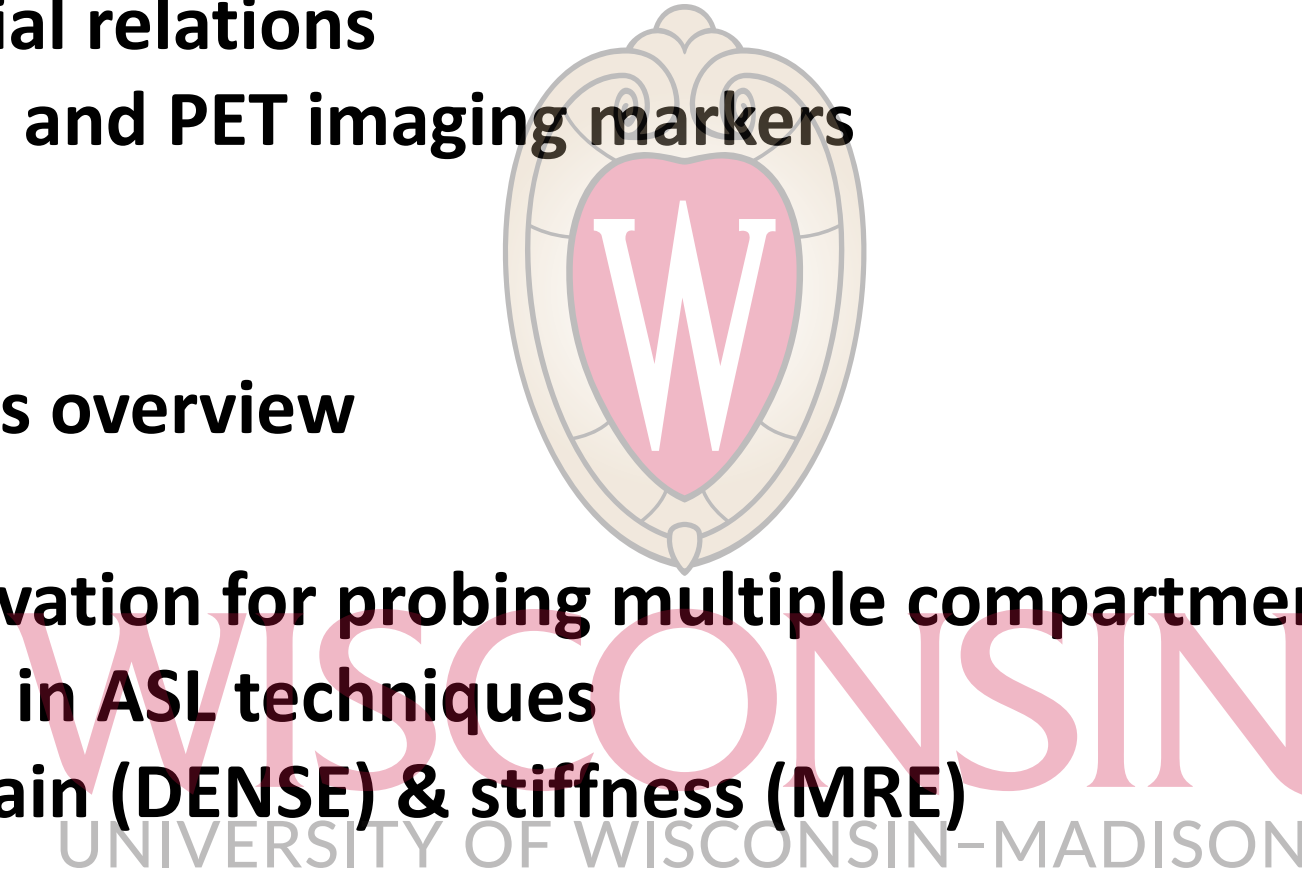 ial relations
and PET imaging markers
W
s overview
vation for probing multiple compartmen
WISCONSIN
in ASL techniques
ain (DENSE) & stiffness (MRE)
UNIVERSITY OF WISCONSIN–MADISON